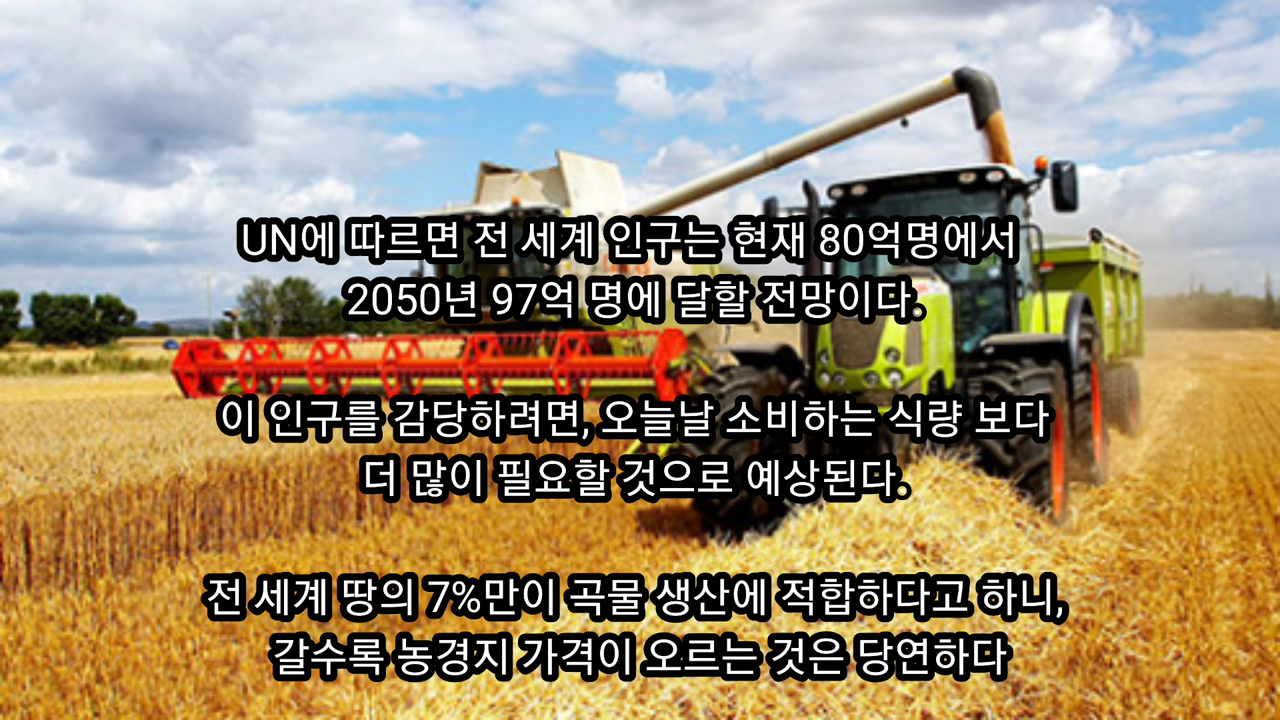 UN에 따르면 전 세계 인구는 현재 80억명에서
2050년 97억 명에 달할 전망이다.
이 인구를 감당하려면, 오늘날 소비하는 식량 보다
더 많이 필요할 것으로 예상된다.
전 세계 땅의 7%만이 곡물 생산에 적합하다고 하니,
갈수록 농경지 가격이 오르는 것은 당연하다